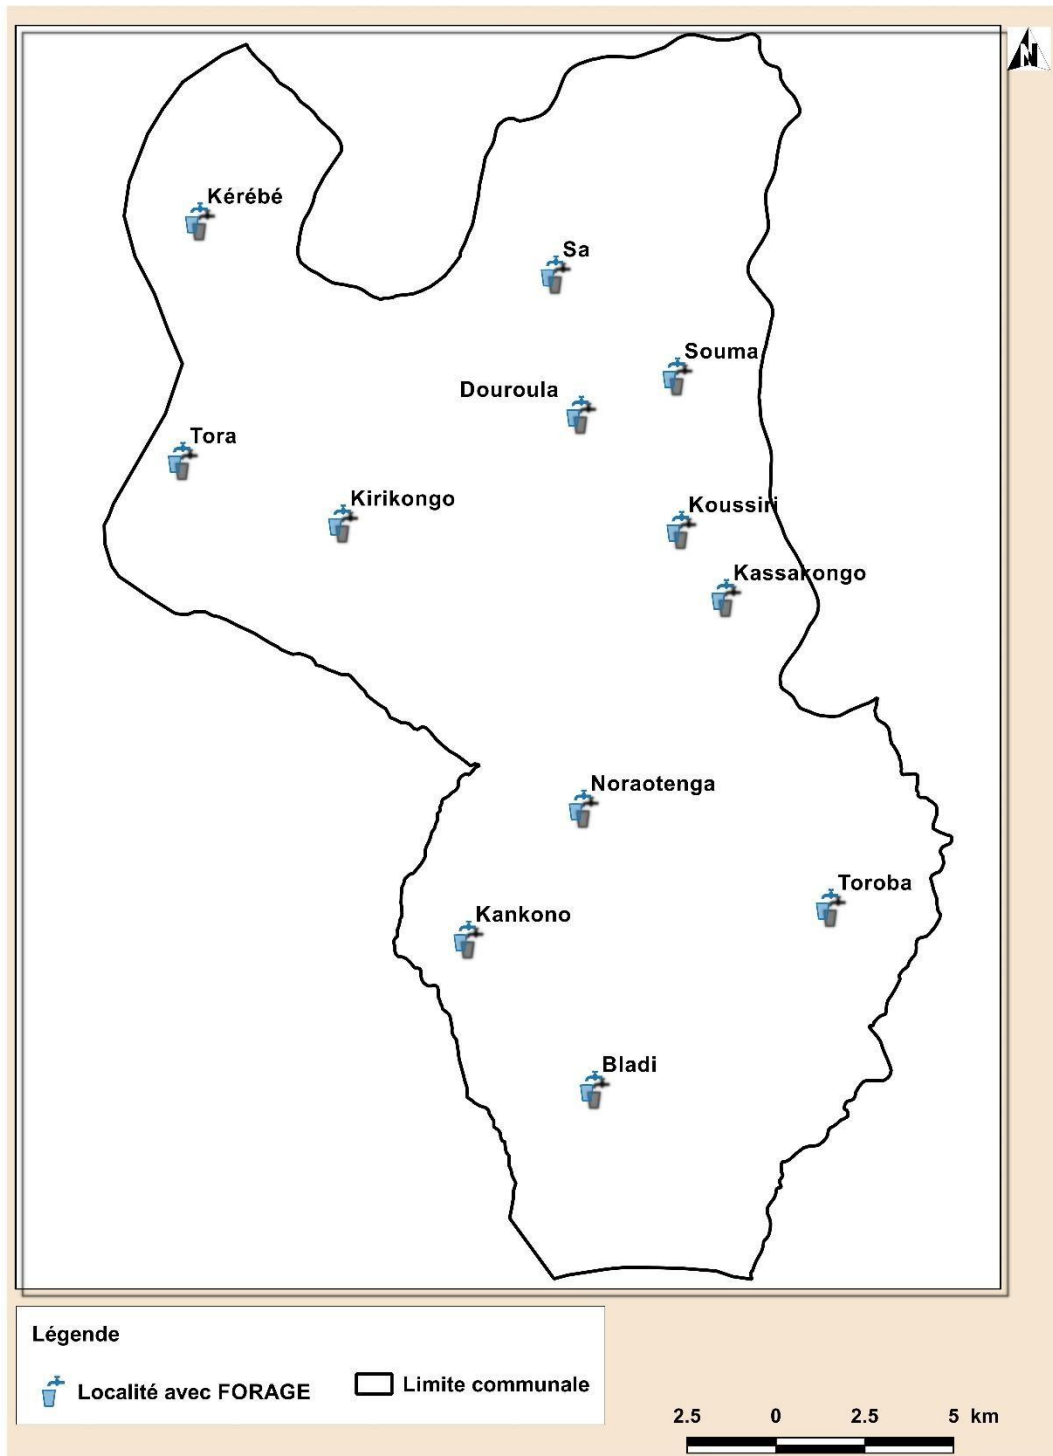 N
Kérébé
Sa
Souma
Douroula
Tora
Kirikongo
Koussiri
Kassakongo
Noraotenga
Toroba
Kankono
Bladi
Légende
Localité avec FORAGE
Limite communale
2.5 0 2.5 5 km